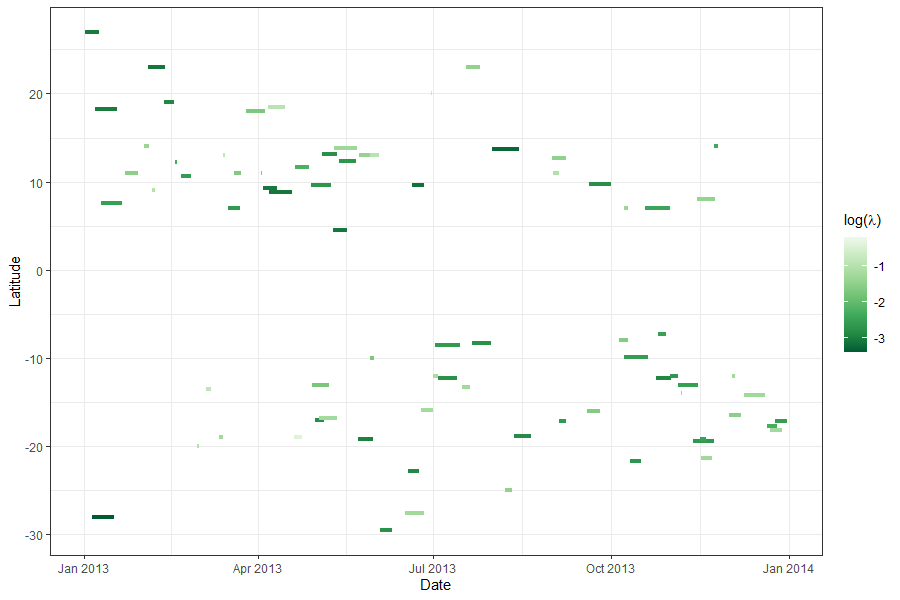 Latitude
20
10
0
-10
-20
-30
Jan 2013
Apr 2013
Jul 2013
Oct 2013
Jan 2014
Date
log(λ)
-1
-2
-3